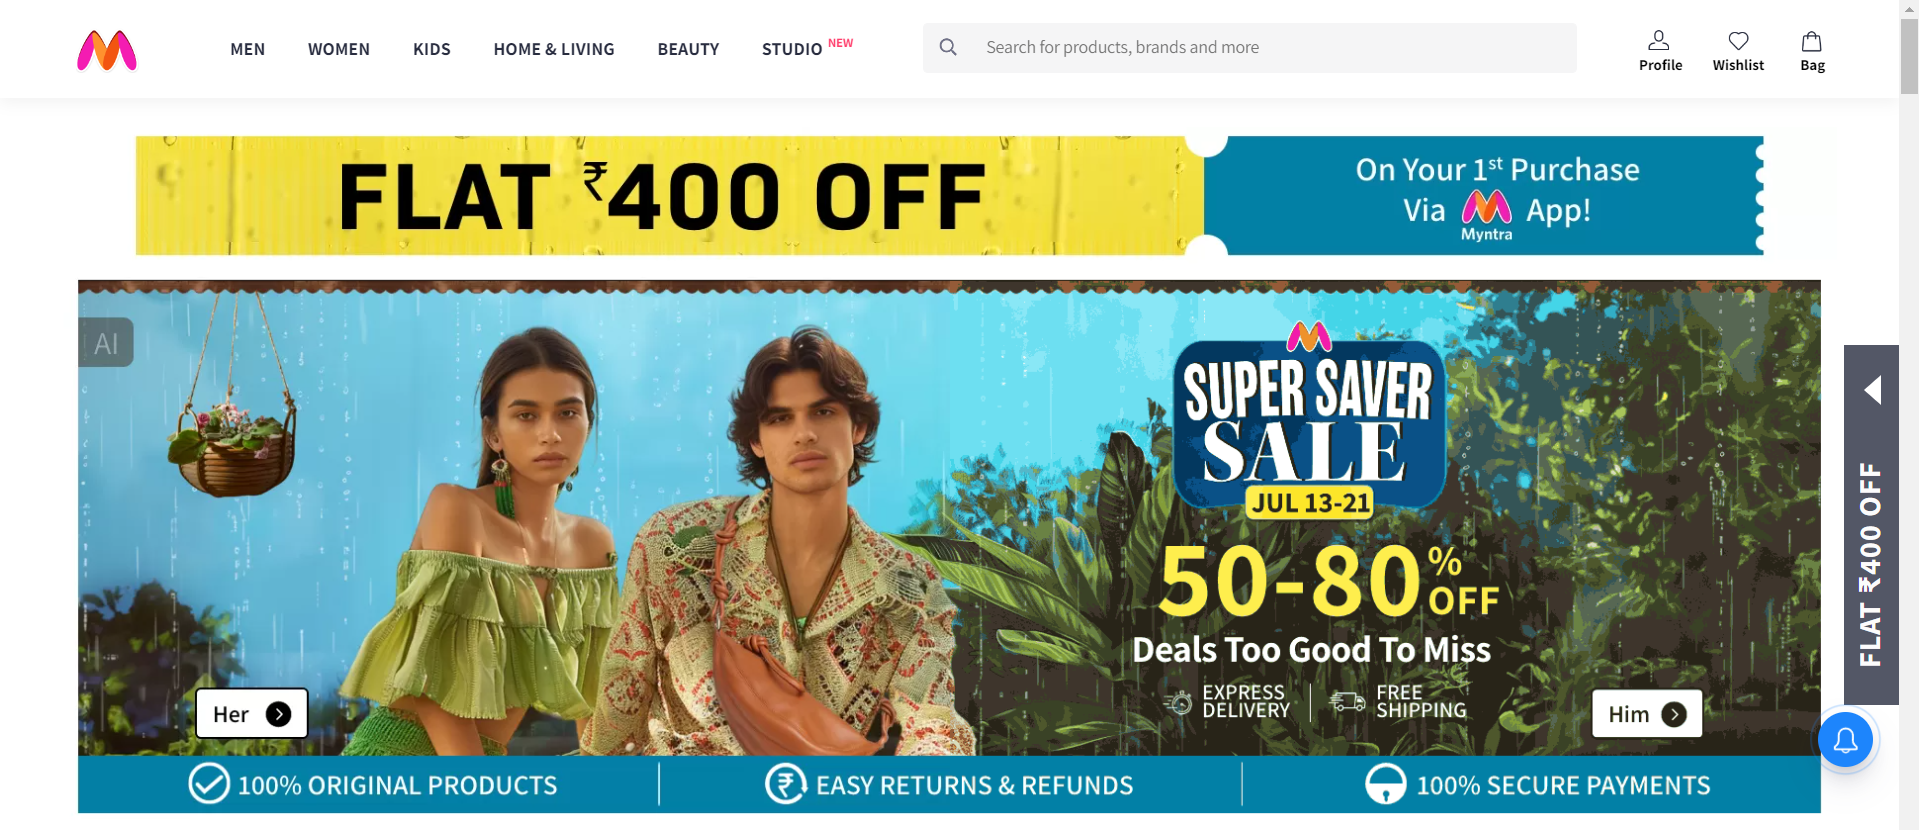 MEN WOMEN KIDS HOME & LIVING BEAUTY STUDIO NEW
Search for products, brands and more
Profile Wishlist Bag
FLAT ₹400 OFF
On Your 1st Purchase
Via App!
Myntra
AI
SUPER SAVER
SALE
JUL 13-21
50-80% OFF
Deals Too Good To Miss
EXPRESS DELIVERY
FREE SHIPPING
Her
Him
FLAT ₹400 OFF
100% ORIGINAL PRODUCTS
EASY RETURNS & REFUNDS
100% SECURE PAYMENTS